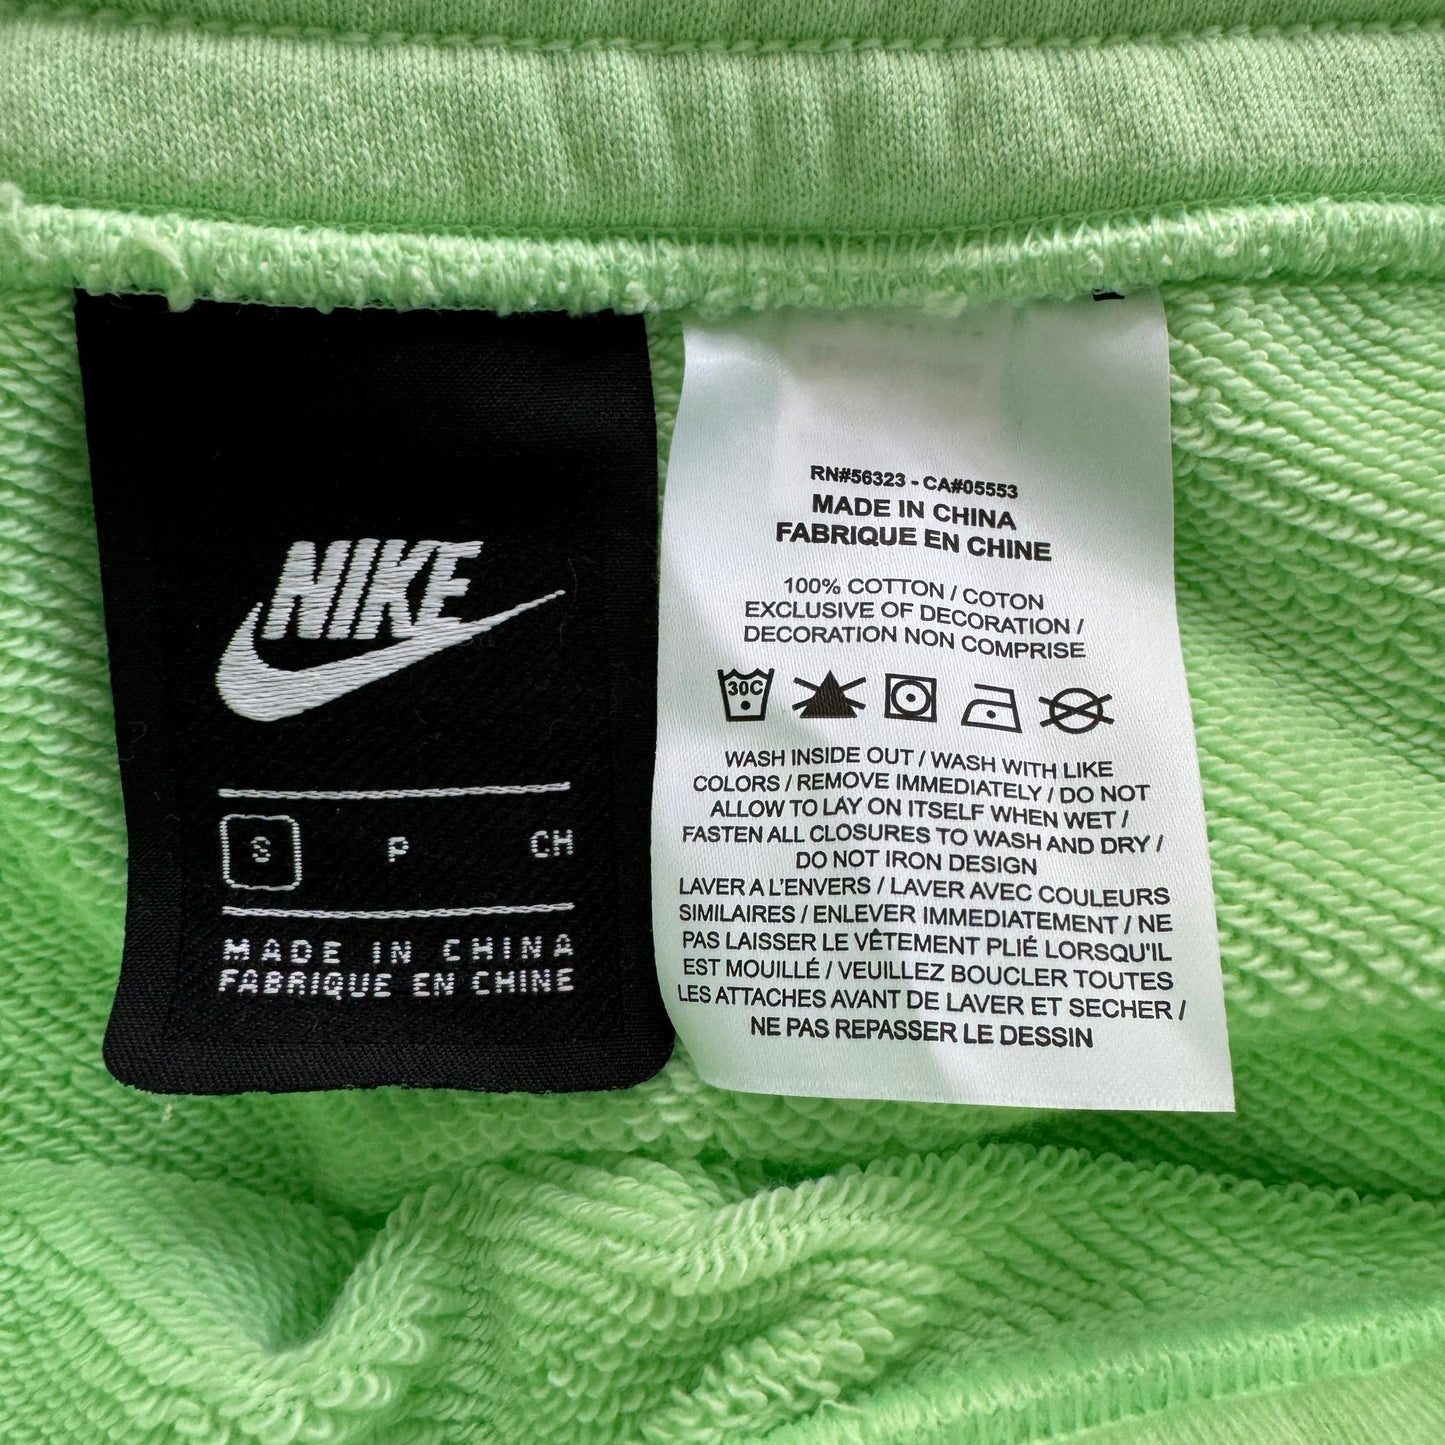 NIKE
S P CH
MADE IN CHINA
FABRIQUE EN CHINE
RN#56323 - CA#05553
MADE IN CHINA
FABRIQUE EN CHINE
100% COTTON / COTON
EXCLUSIVE OF DECORATION /
DECORATION NON COMPRISE
30C
WASH INSIDE OUT / WASH WITH LIKE
COLORS / REMOVE IMMEDIATELY / DO NOT
ALLOW TO LAY ON ITSELF WHEN WET /
FASTEN ALL CLOSURES TO WASH AND DRY /
DO NOT IRON DESIGN
LAVER A L'ENVERS / LAVER AVEC COULEURS
SIMILAIRES / ENLEVER IMMEDIATEMENT / NE
PAS LAISSER LE VÊTEMENT PLIÉ LORSQU'IL
EST MOUILLÉ / VEUILLEZ BOUCLER TOUTES
LES ATTACHES AVANT DE LAVER ET SECHER /
NE PAS REPASSER LE DESSIN